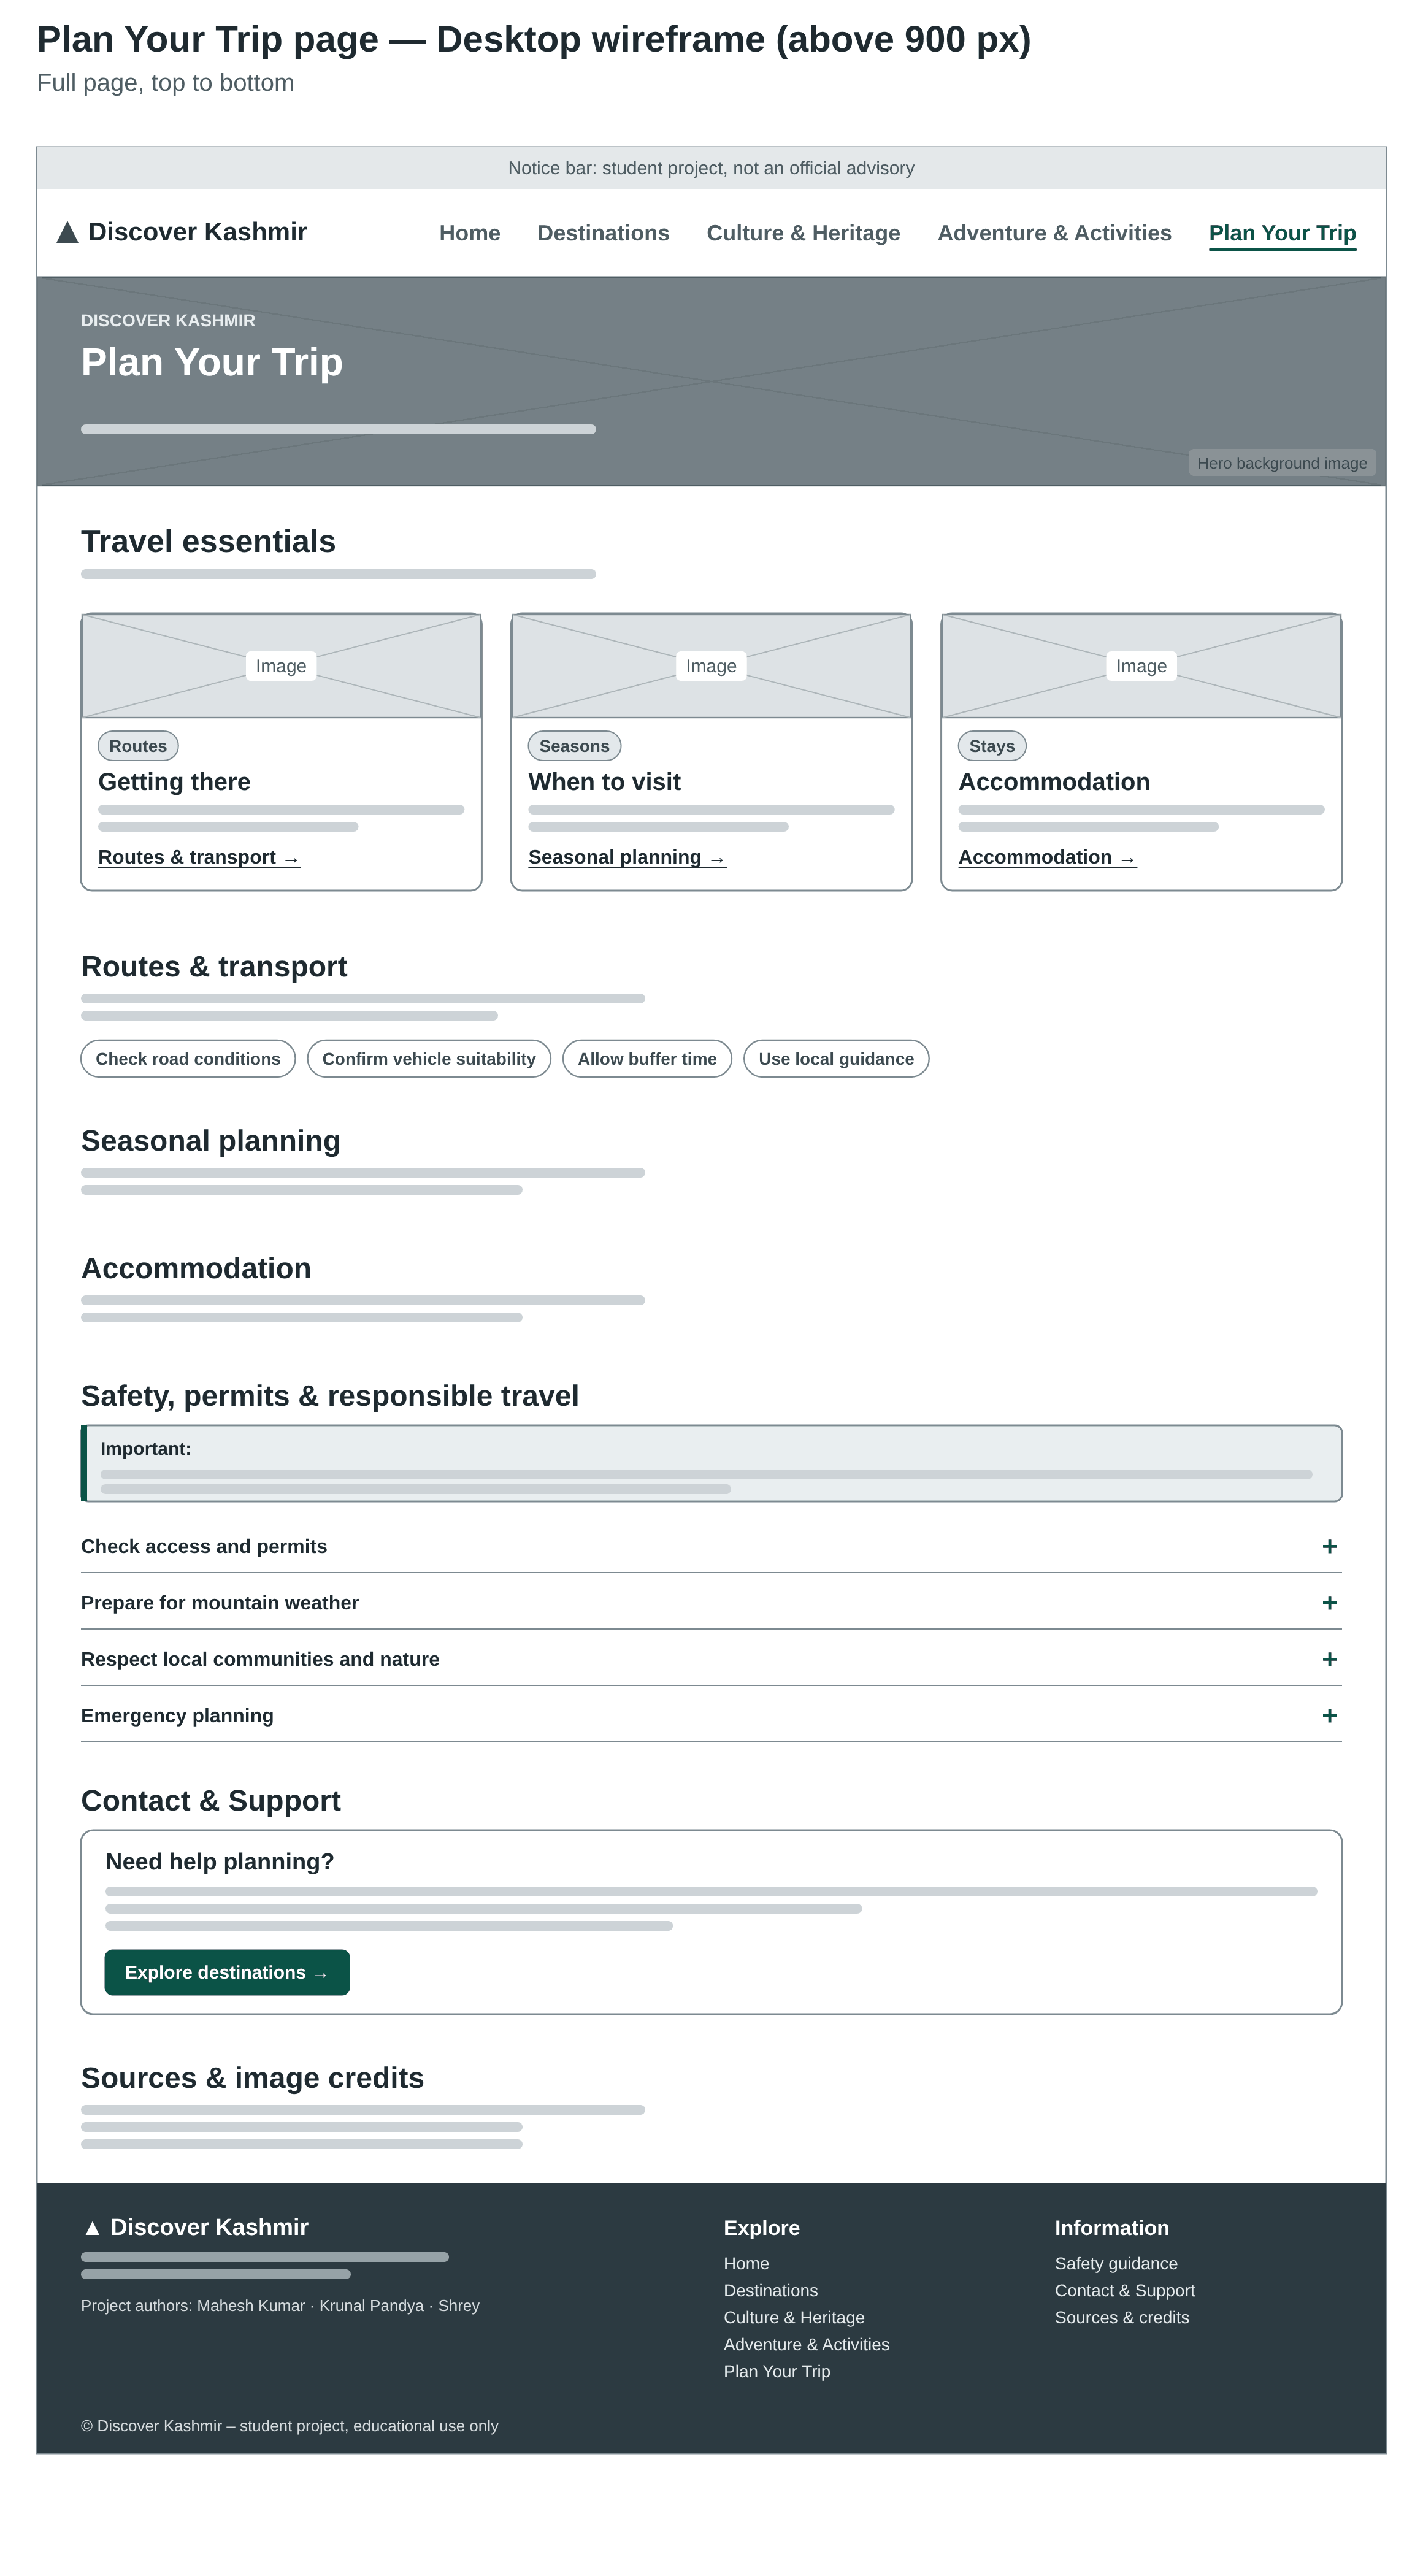 Plan Your Trip page — Desktop wireframe (above 900 px)
Full page, top to bottom
Notice bar: student project, not an official advisory
▲ Discover Kashmir
Home Destinations Culture & Heritage Adventure & Activities Plan Your Trip
DISCOVER KASHMIR
Plan Your Trip
Hero background image
Travel essentials
Image Image Image
Routes Seasons Stays
Getting there When to visit Accommodation
Routes & transport → Seasonal planning → Accommodation →
Routes & transport
Check road conditions Confirm vehicle suitability Allow buffer time Use local guidance
Seasonal planning
Accommodation
Safety, permits & responsible travel
Important:
Check access and permits +
Prepare for mountain weather +
Respect local communities and nature +
Emergency planning +
Contact & Support
Need help planning?
Explore destinations →
Sources & image credits
▲ Discover Kashmir
Project authors: Mahesh Kumar · Krunal Pandya · Shrey
Explore
Home
Destinations
Culture & Heritage
Adventure & Activities
Plan Your Trip
Information
Safety guidance
Contact & Support
Sources & credits
© Discover Kashmir – student project, educational use only